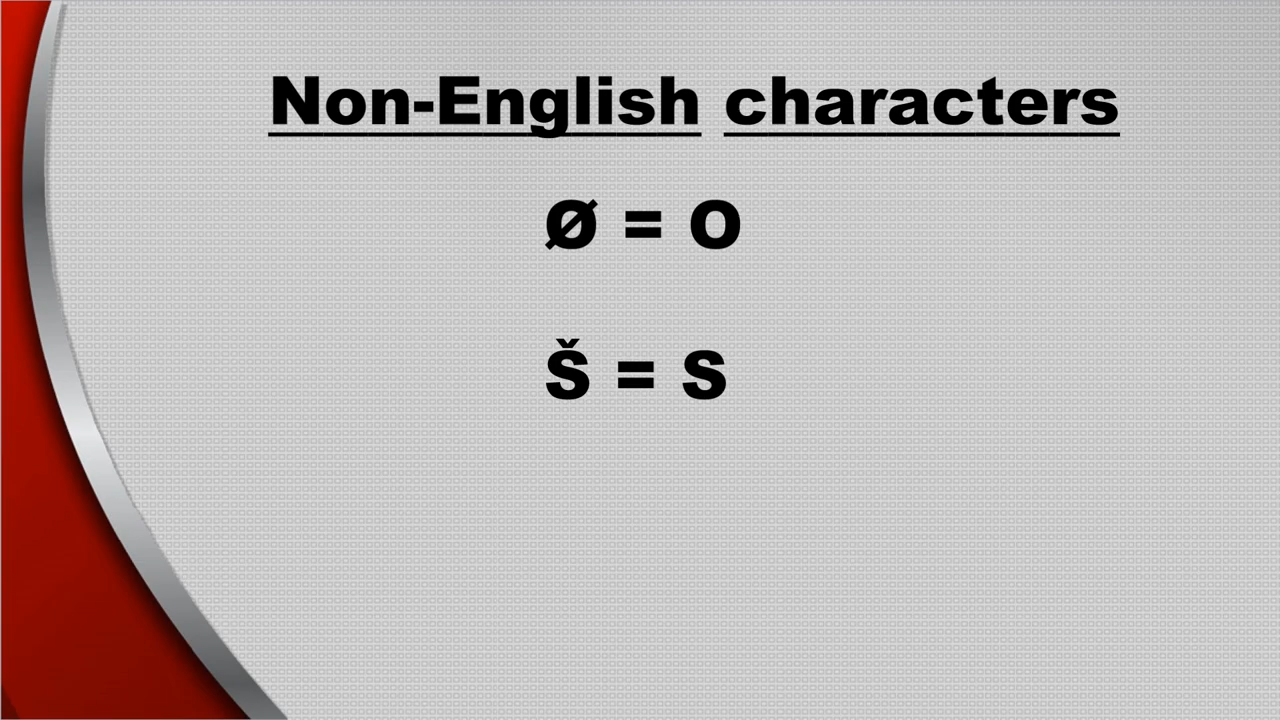 Non-English characters
Ø = O
Š = S